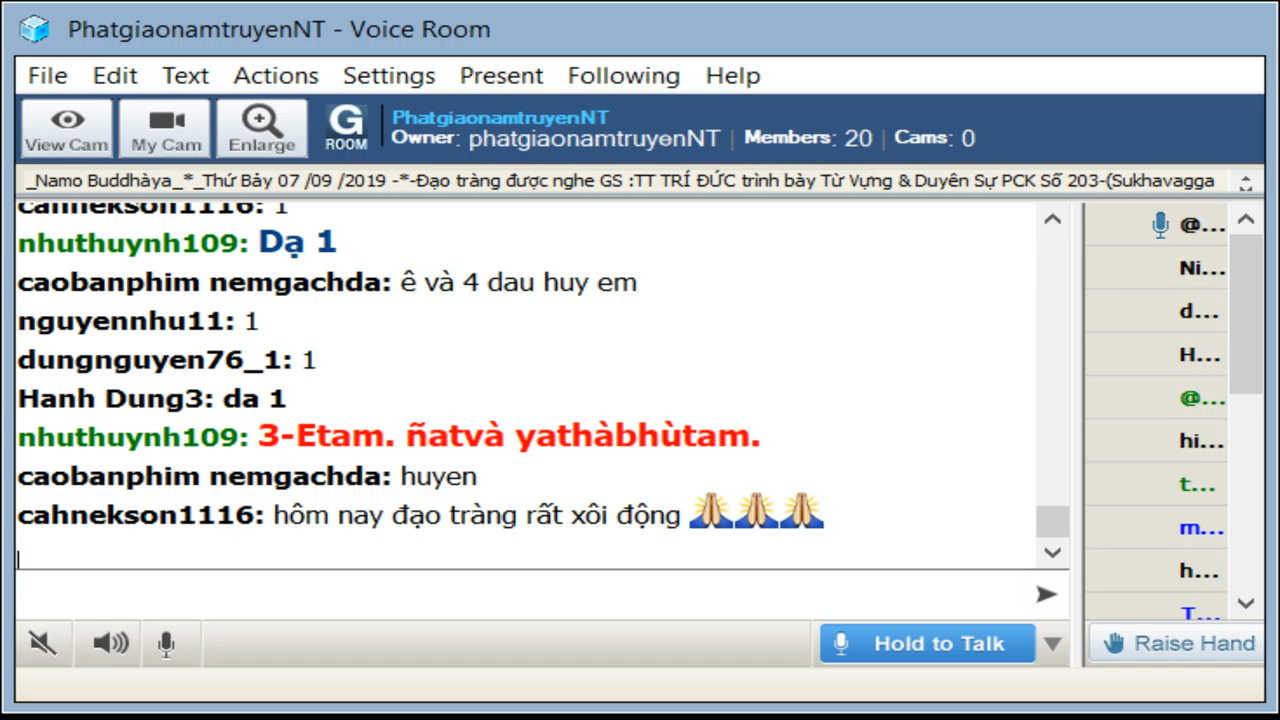 PhatgiaonamtruyenNT - Voice Room
File Edit Text Actions Settings Present Following Help
View Cam My Cam Enlarge G ROOM PhatgiaonamtruyenNT
Owner: phatgiaonamtruyenNT | Members: 20 | Cams: 0
_Namo Buddhàya_*_Thứ Bảy 07 /09 /2019 -*-Đạo tràng được nghe GS :TT TRÍ ĐỨC trình bày Từ Vựng & Duyên Sự PCK Số 203-(Sukhavagga
cahnekson1116: 1
nhuthuynh109: Dạ 1
caobanphim nemgachda: ê và 4 dau huy em
nguyennhu11: 1
dungnguyen76_1: 1
Hanh Dung3: da 1
nhuthuynh109: 3-Etam. ñatvà yathàbhùtam.
caobanphim nemgachda: huyen
cahnekson1116: hôm nay đạo tràng rất xôi động 🙏🙏🙏
@...
Ni...
d...
H...
@...
hi...
t...
m...
h...
T...
Hold to Talk
Raise Hand